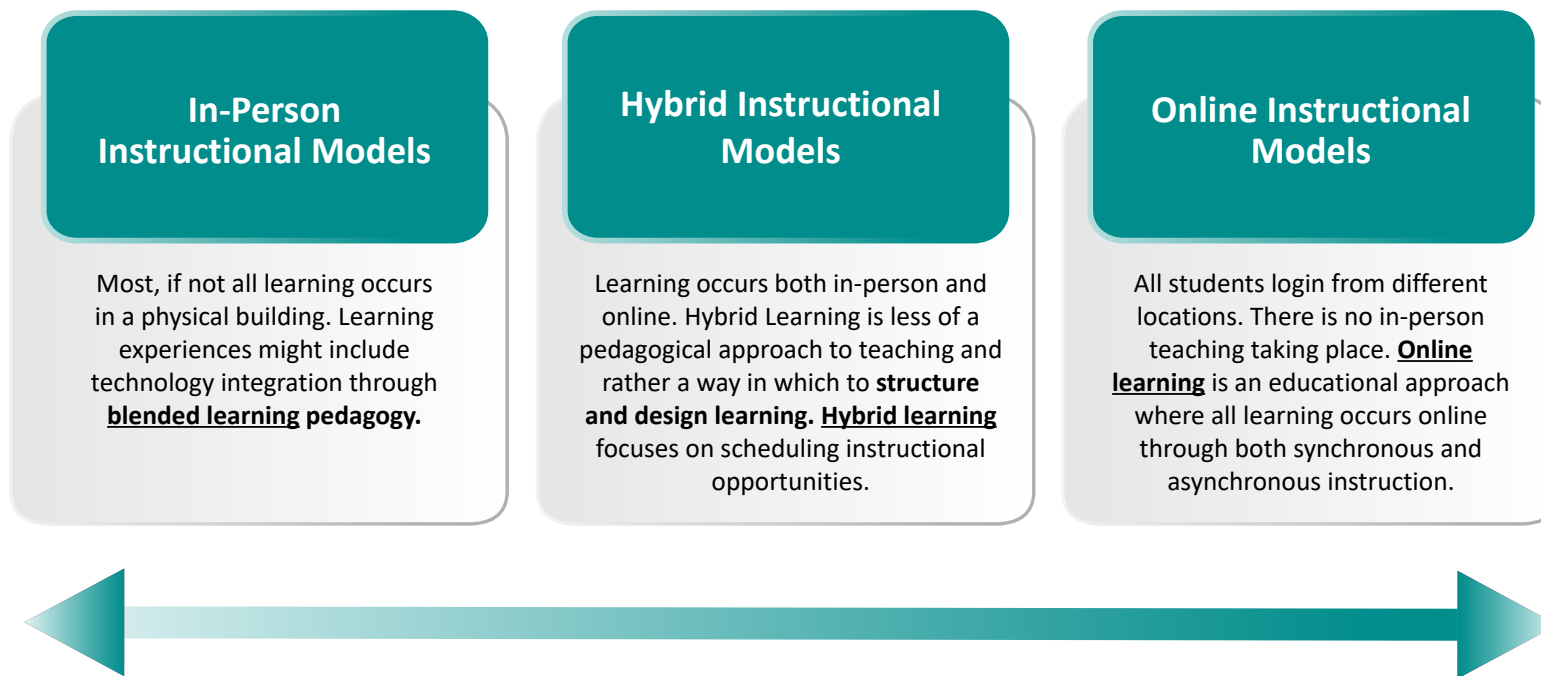 In-Person
Instructional Models
Most, if not all learning occurs
in a physical building. Learning
experiences might include
technology integration through
blended learning pedagogy.
Hybrid Instructional
Models
Learning occurs both in-person and
online. Hybrid Learning is less of a
pedagogical approach to teaching and
rather a way in which to structure
and design learning. Hybrid learning
focuses on scheduling instructional
opportunities.
Online Instructional
Models
All students login from different
locations. There is no in-person
teaching taking place. Online
learning is an educational approach
where all learning occurs online
through both synchronous and
asynchronous instruction.